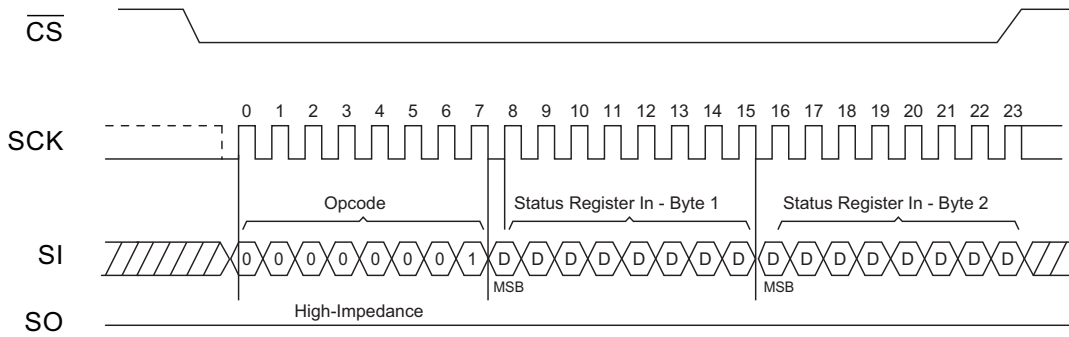 CS
0 1 2 3 4 5 6 7 8 9 10 11 12 13 14 15 16 17 18 19 20 21 22 23
SCK
Opcode Status Register In - Byte 1 Status Register In - Byte 2
SI 0 0 0 0 0 0 0 1 D D D D D D D D D D D D D D D D
MSB MSB
High-Impedance
SO